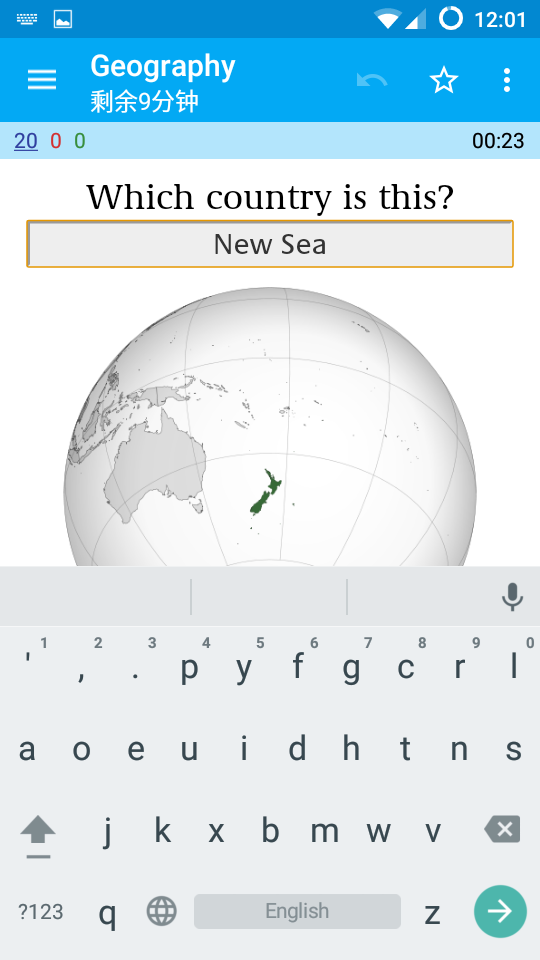 12:01
Geography
剩余9分钟
20 0 0 00:23
Which country is this?
New Sea
' 1 , 2 . 3 p 4 y 5 f 6 g 7 c 8 r 9 l 0
a o e u i d h t n s
j k x b m w v
?123 q English z